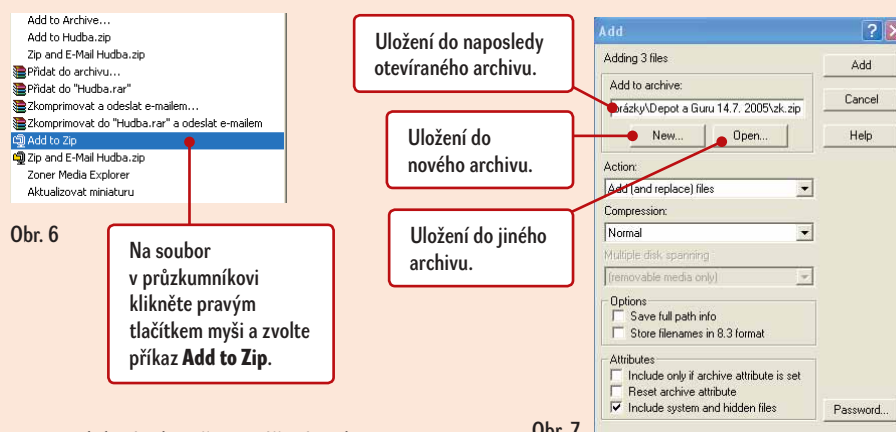 Add to Archive...
Add to Hudba.zip
Zip and E-Mail Hudba.zip
Přidat do archivu...
Přidat do "Hudba.rar"
Zkomprimovat a odeslat e-mailem...
Zkomprimovat do "Hudba.rar" a odeslat e-mailem
Add to Zip
Zip and E-Mail Hudba.zip
Zoner Media Explorer
Aktualizovat miniaturu
Obr. 6
Na soubor
v průzkumníkovi
klikněte pravým
tlačítkem myši a zvolte
příkaz Add to Zip.
Uložení do naposledy
otevíraného archivu.
Uložení do
nového archivu.
Uložení do jiného
archivu.
Add
Adding 3 files
Add to archive:
brázky\Depot a Guru 14.7. 2005\zk.zip
New...
Open...
Add
Cancel
Help
Action:
Add (and replace) files
Compression:
Normal
Multiple disk spanning
(removable media only)
Options
Save full path info
Store filenames in 8.3 format
Attributes
Include only if archive attribute is set
Reset archive attribute
Include system and hidden files
Password...
Obr. 7